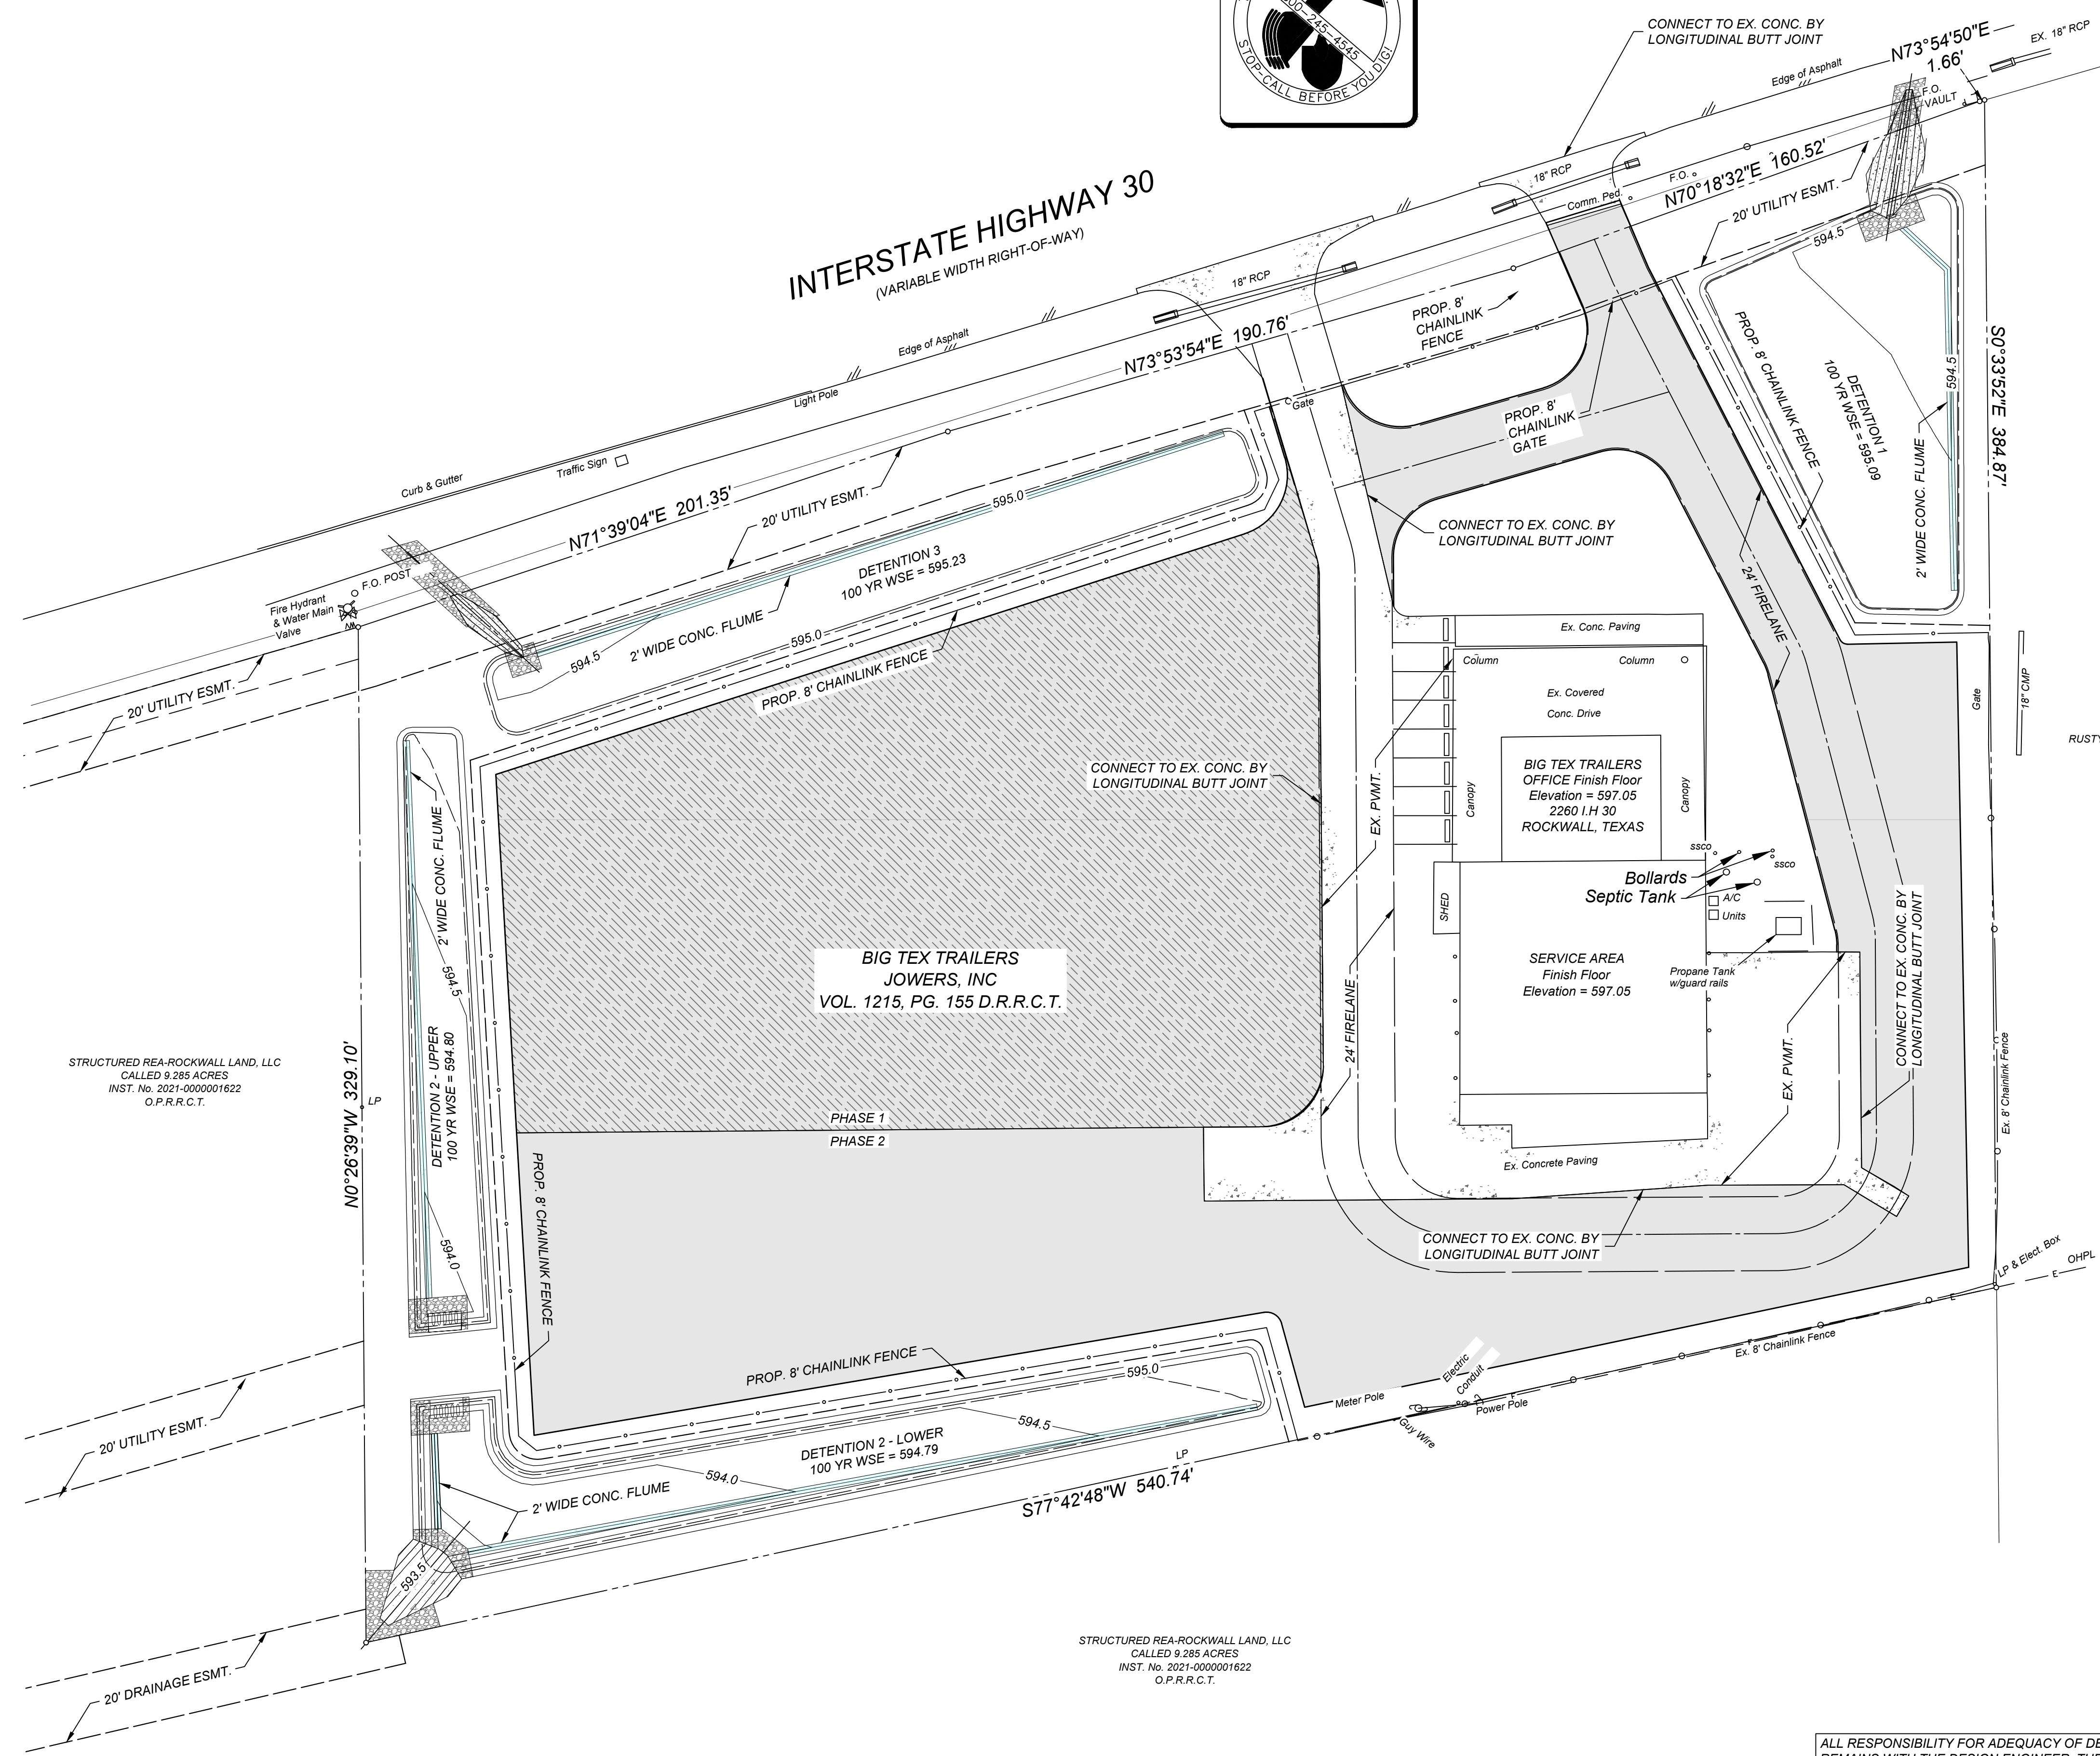 800-245-4545
STOP-CALL BEFORE YOU DIG!
CONNECT TO EX. CONC. BY
LONGITUDINAL BUTT JOINT
N73°54'50"E
1.66'
EX. 18" RCP
Edge of Asphalt
F.O.
VAULT
INTERSTATE HIGHWAY 30
(VARIABLE WIDTH RIGHT-OF-WAY)
18" RCP
Comm. Ped.
F.O.
N70°18'32"E 160.52'
20' UTILITY ESMT.
594.5
18" RCP
PROP. 8'
CHAINLINK
FENCE
Edge of Asphalt
N73°53'54"E 190.76'
Light Pole
Gate
PROP. 8'
CHAINLINK
GATE
PROP. 8' CHAINLINK FENCE
DETENTION 1
100 YR WSE = 595.09
594.5
2' WIDE CONC. FLUME
S0°33'52"E 384.87'
Curb & Gutter
Traffic Sign
N71°39'04"E 201.35'
20' UTILITY ESMT.
595.0
CONNECT TO EX. CONC. BY
LONGITUDINAL BUTT JOINT
DETENTION 3
100 YR WSE = 595.23
F.O. POST
Fire Hydrant
& Water Main
Valve
2' WIDE CONC. FLUME
595.0
594.5
PROP. 8' CHAINLINK FENCE
20' UTILITY ESMT.
24' FIRELANE
Ex. Conc. Paving
Column
Column
Ex. Covered
Conc. Drive
Gate
18" CMP
RUSTY
CONNECT TO EX. CONC. BY
LONGITUDINAL BUTT JOINT
EX. PVMT.
Canopy
BIG TEX TRAILERS
OFFICE Finish Floor
Elevation = 597.05
2260 I.H 30
ROCKWALL, TEXAS
Canopy
ssco
ssco
Bollards
Septic Tank
A/C
Units
SHED
2' WIDE CONC. FLUME
594.5
BIG TEX TRAILERS
JOWERS, INC
VOL. 1215, PG. 155 D.R.R.C.T.
SERVICE AREA
Finish Floor
Elevation = 597.05
Propane Tank
w/guard rails
CONNECT TO EX. CONC. BY
LONGITUDINAL BUTT JOINT
24' FIRELANE
EX. PVMT.
Ex. 8' Chainlink Fence
STRUCTURED REA-ROCKWALL LAND, LLC
CALLED 9.285 ACRES
INST. No. 2021-0000001622
O.P.R.R.C.T.
LP
N0°26'39"W 329.10'
DETENTION 2 - UPPER
100 YR WSE = 594.80
PHASE 1
PHASE 2
Ex. Concrete Paving
594.0
PROP. 8' CHAINLINK FENCE
CONNECT TO EX. CONC. BY
LONGITUDINAL BUTT JOINT
LP & Elect. Box
OHPL
E
E
Ex. 8' Chainlink Fence
PROP. 8' CHAINLINK FENCE
595.0
Electric
Conduit
Meter Pole
Power Pole
Guy Wire
594.5
DETENTION 2 - LOWER
100 YR WSE = 594.79
20' UTILITY ESMT.
594.0
LP
2' WIDE CONC. FLUME
S77°42'48"W 540.74'
593.5
20' DRAINAGE ESMT.
STRUCTURED REA-ROCKWALL LAND, LLC
CALLED 9.285 ACRES
INST. No. 2021-0000001622
O.P.R.R.C.T.
ALL RESPONSIBILITY FOR ADEQUACY OF DE